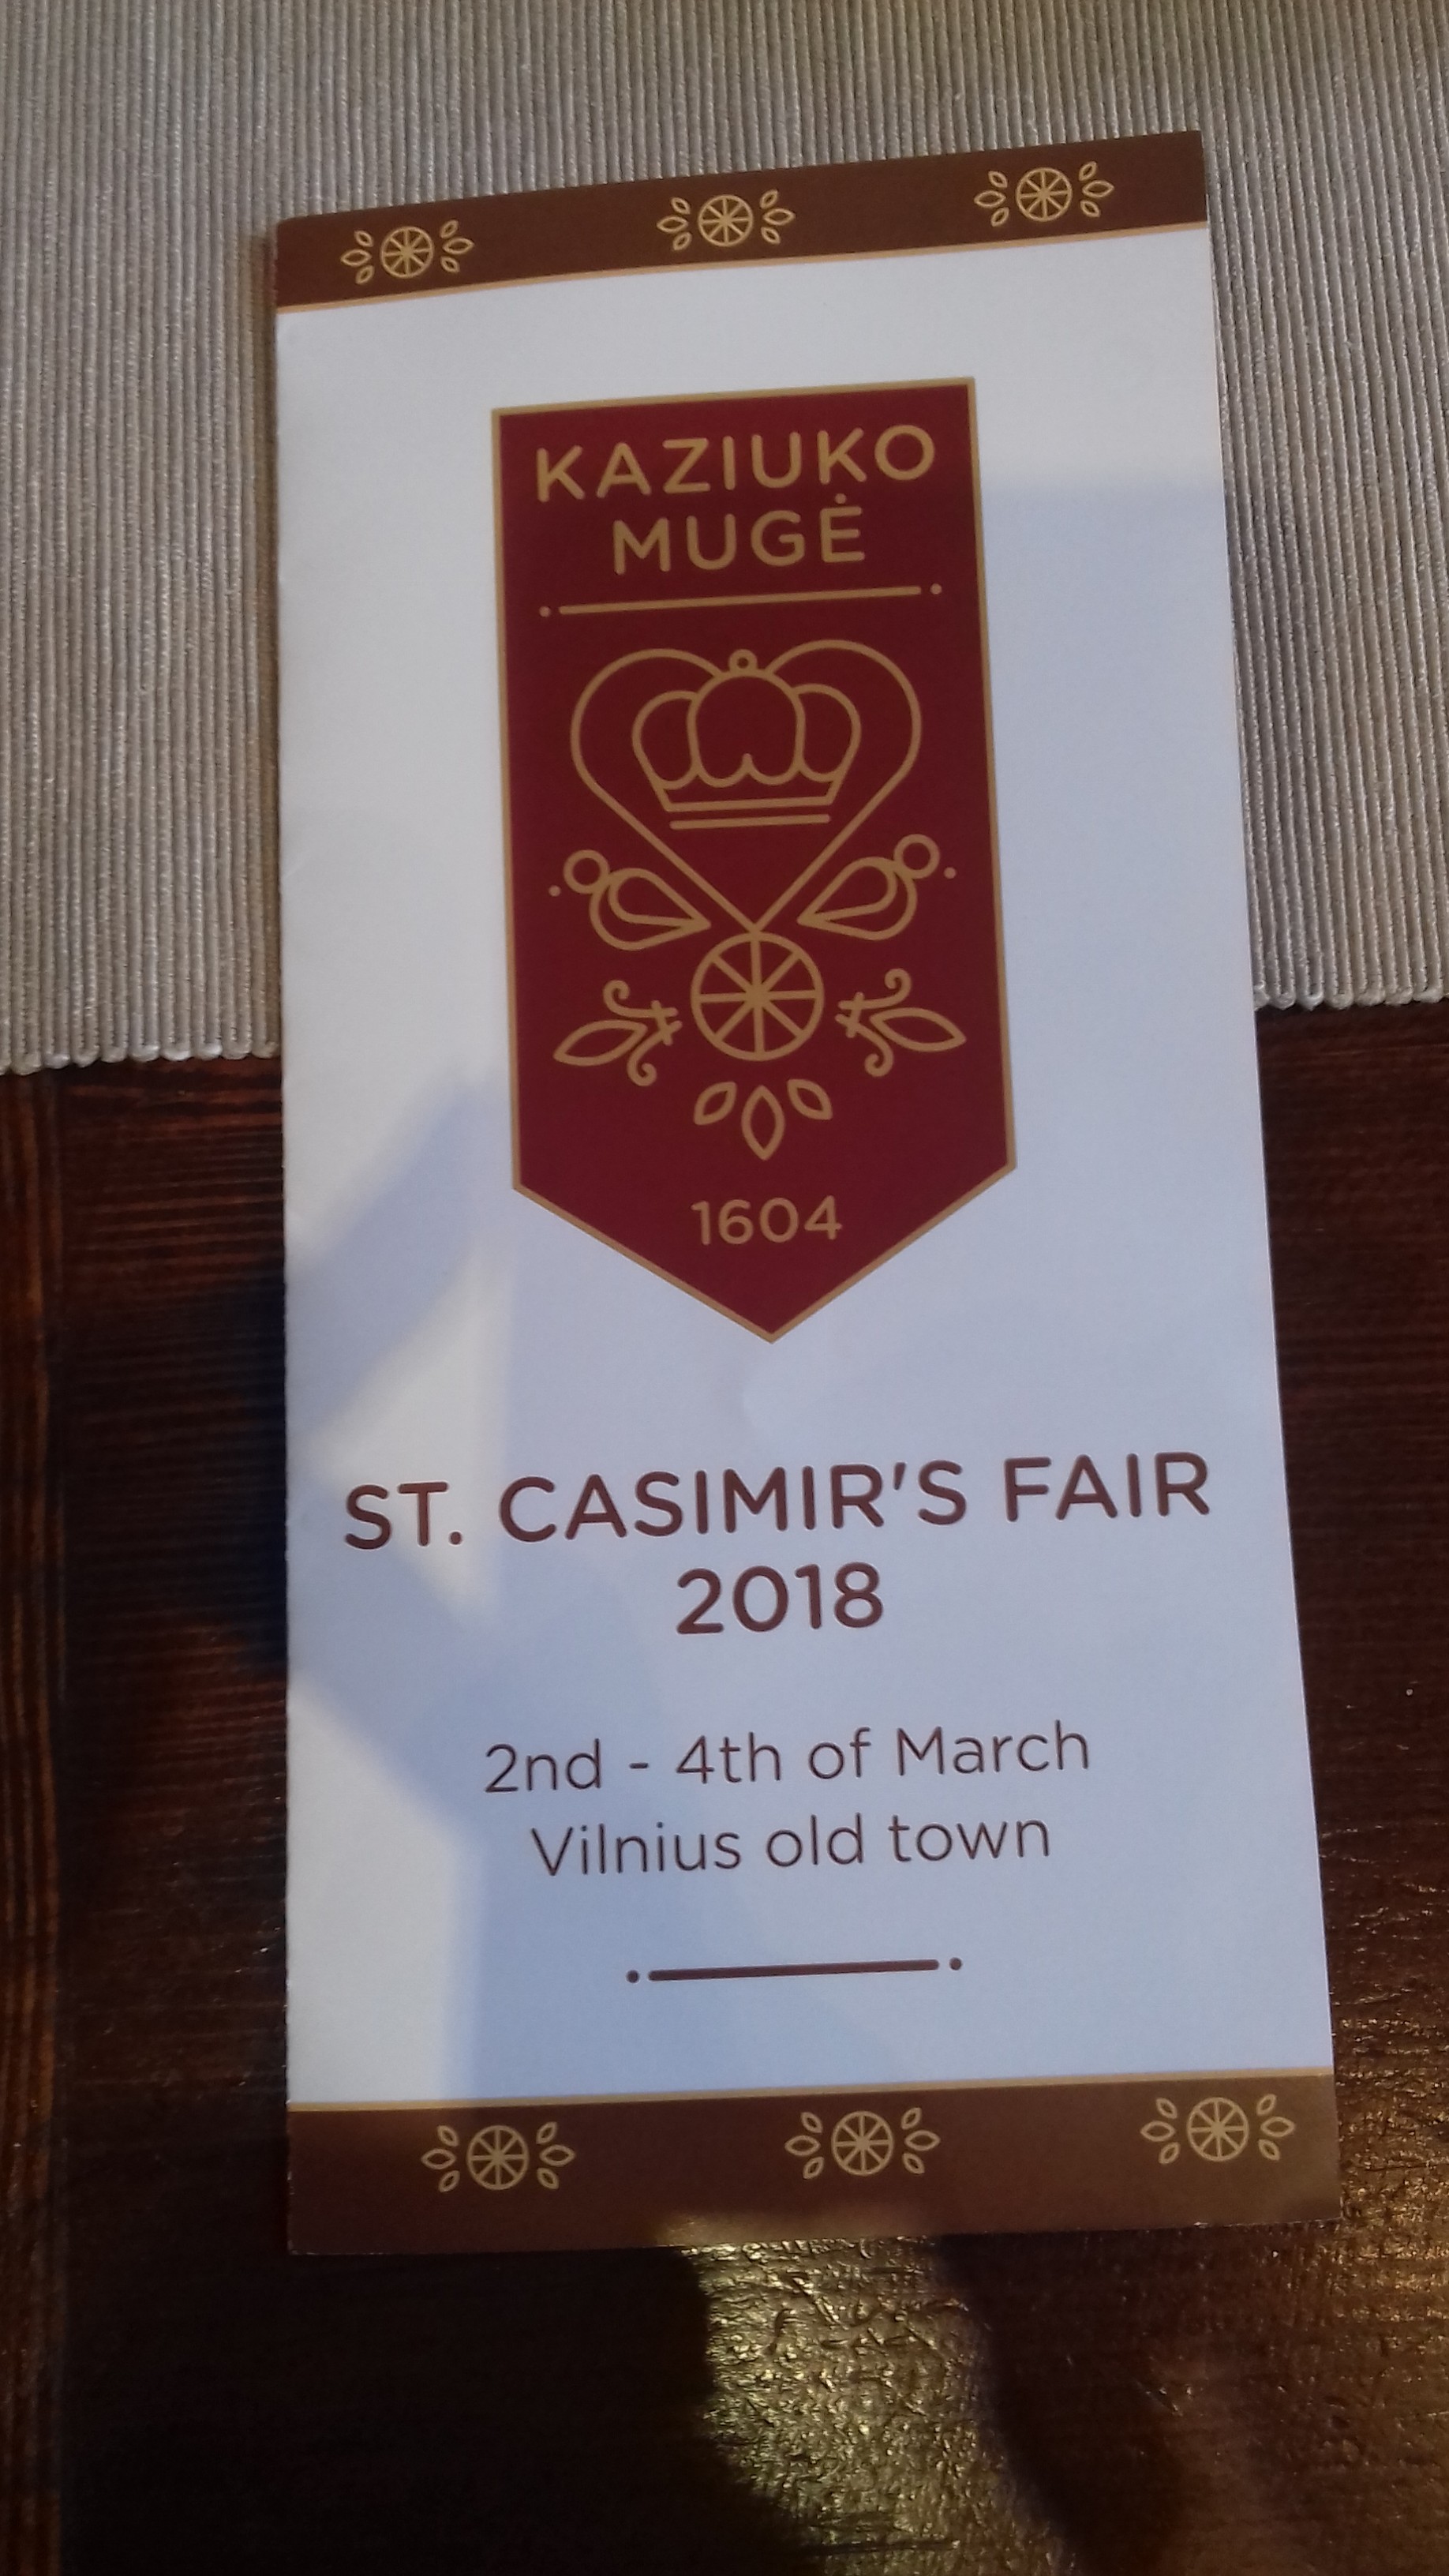 KAZIUKO
MUGĖ
1604
ST. CASIMIR'S FAIR
2018
2nd - 4th of March
Vilnius old town